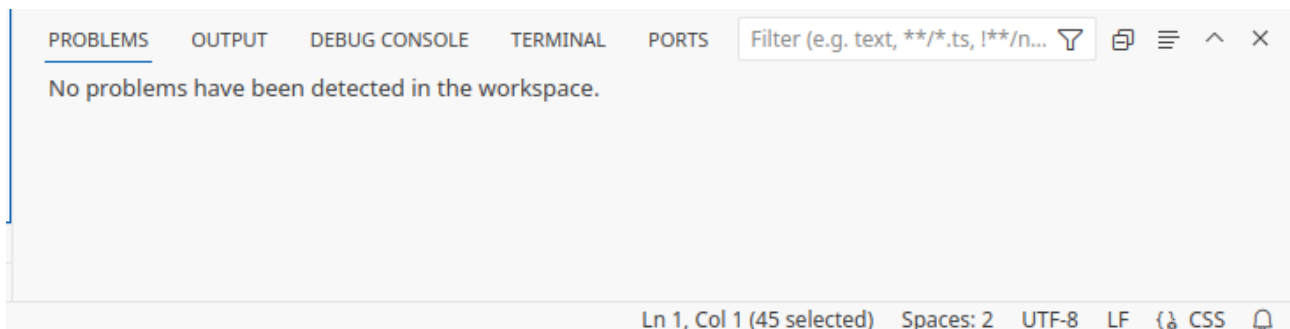 PROBLEMS OUTPUT DEBUG CONSOLE TERMINAL PORTS Filter (e.g. text, **/*.ts, !**/n...
No problems have been detected in the workspace.
Ln 1, Col 1 (45 selected) Spaces: 2 UTF-8 LF CSS